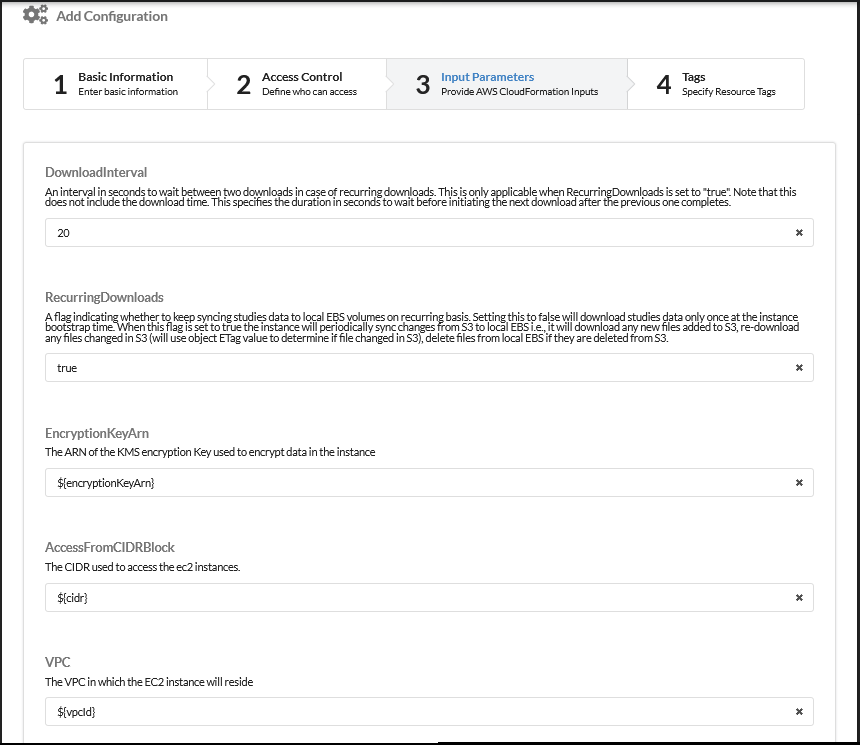 Add Configuration
1 Basic Information
Enter basic information
2 Access Control
Define who can access
3 Input Parameters
Provide AWS CloudFormation Inputs
4 Tags
Specify Resource Tags
DownloadInterval
An interval in seconds to wait between two downloads in case of recurring downloads. This is only applicable when RecurringDownloads is set to "true". Note that this
does not include the download time. This specifies the duration in seconds to wait before initiating the next download after the previous one completes.
20
RecurringDownloads
A flag indicating whether to keep syncing studies data to local EBS volumes on recurring basis. Setting this to false will download studies data only once at the instance
bootstrap time. When this flag is set to true the instance will periodically sync changes from S3 to local EBS i.e., it will download any new files added to S3, re-download
any files changed in S3 (will use object ETag value to determine if file changed in S3), delete files from local EBS if they are deleted from S3.
true
EncryptionKeyArn
The ARN of the KMS encryption Key used to encrypt data in the instance
${encryptionKeyArn}
AccessFromCIDRBlock
The CIDR used to access the ec2 instances.
${cidr}
VPC
The VPC in which the EC2 instance will reside
${vpcId}